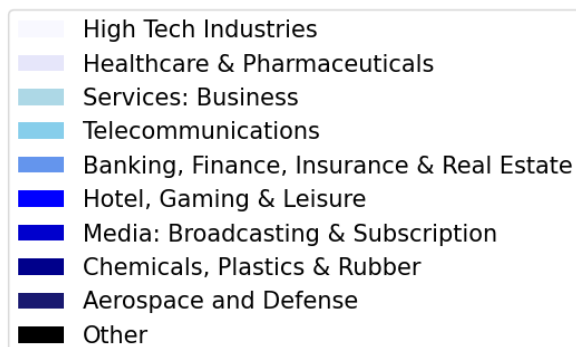 High Tech Industries
Healthcare & Pharmaceuticals
Services: Business
Telecommunications
Banking, Finance, Insurance & Real Estate
Hotel, Gaming & Leisure
Media: Broadcasting & Subscription
Chemicals, Plastics & Rubber
Aerospace and Defense
Other